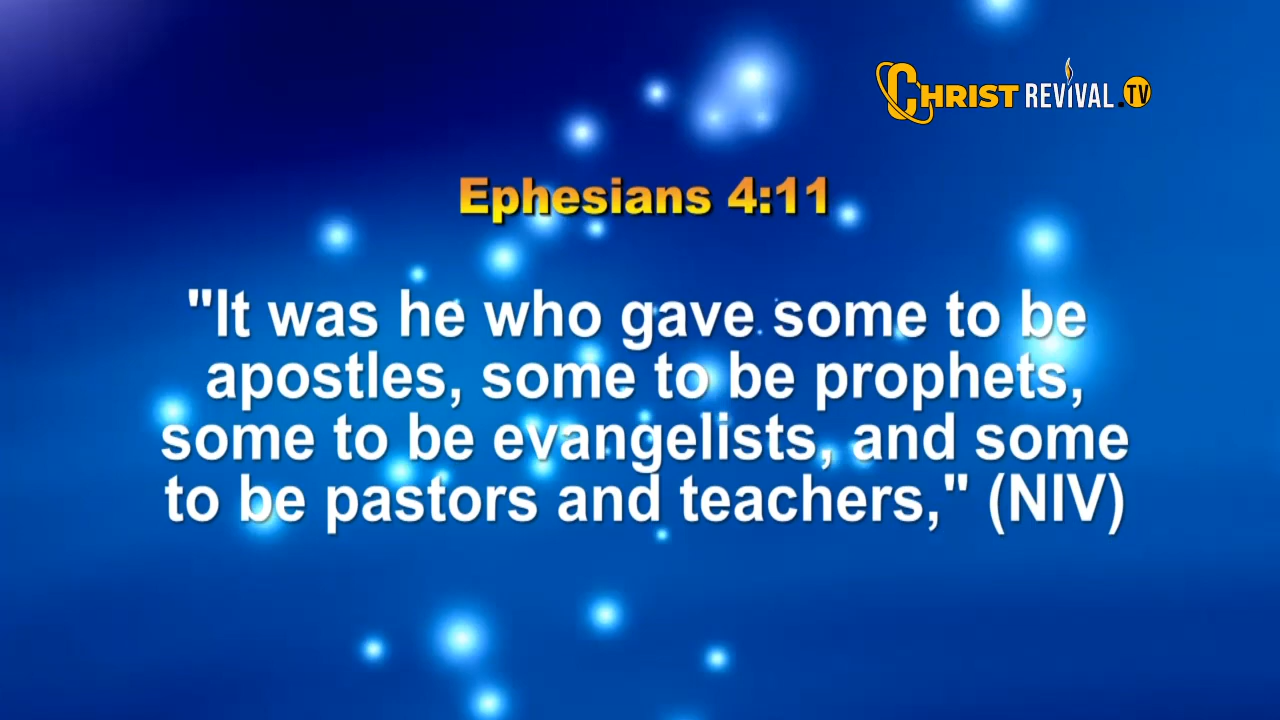 CHRIST REVIVAL.TV
Ephesians 4:11
"It was he who gave some to be
apostles, some to be prophets,
some to be evangelists, and some
to be pastors and teachers," (NIV)